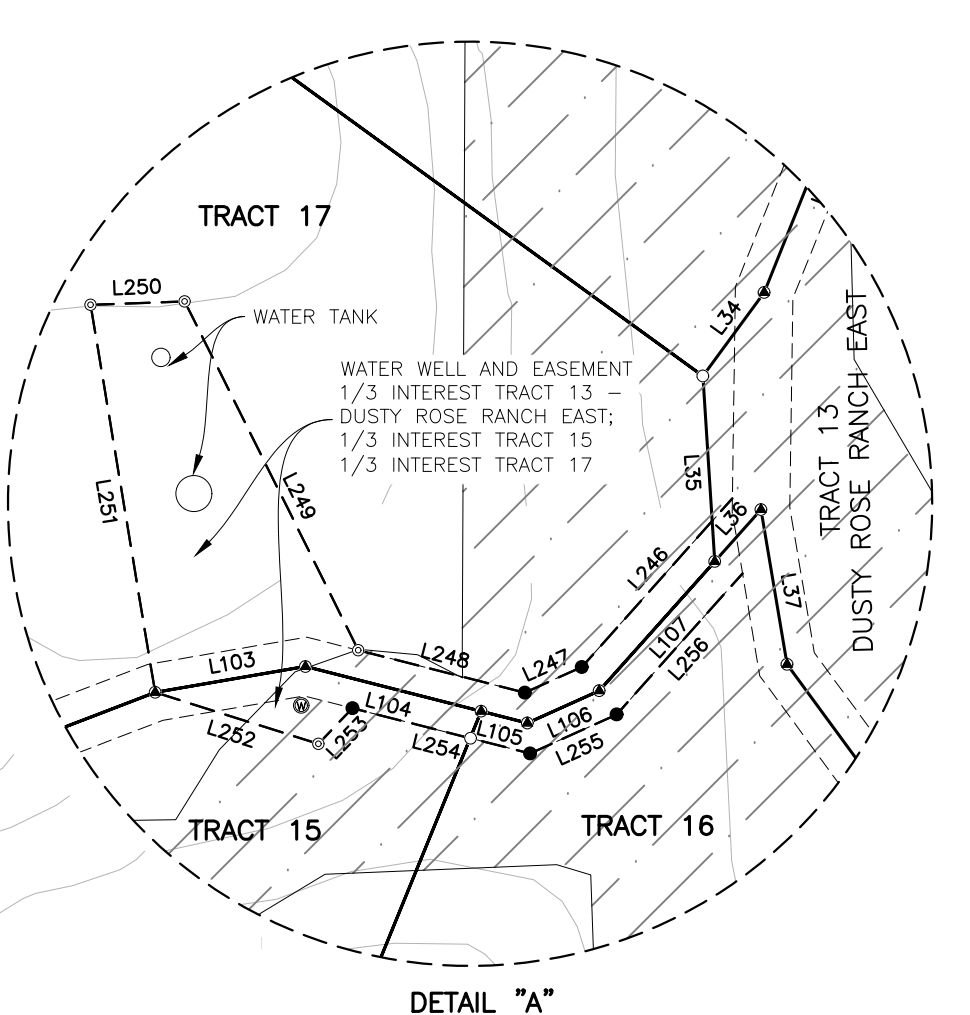 TRACT 17
L250
WATER TANK
WATER WELL AND EASEMENT
1/3 INTEREST TRACT 13 –
DUSTY ROSE RANCH EAST;
1/3 INTEREST TRACT 15
1/3 INTEREST TRACT 17
L34
TRACT 13
DUSTY ROSE RANCH EAST
L35
L36
L37
L251
L249
L246
L247
L248
L103
L107
L256
L104
L105
L106
L252
W
L253
L254
L255
TRACT 15
TRACT 16
DETAIL "A"